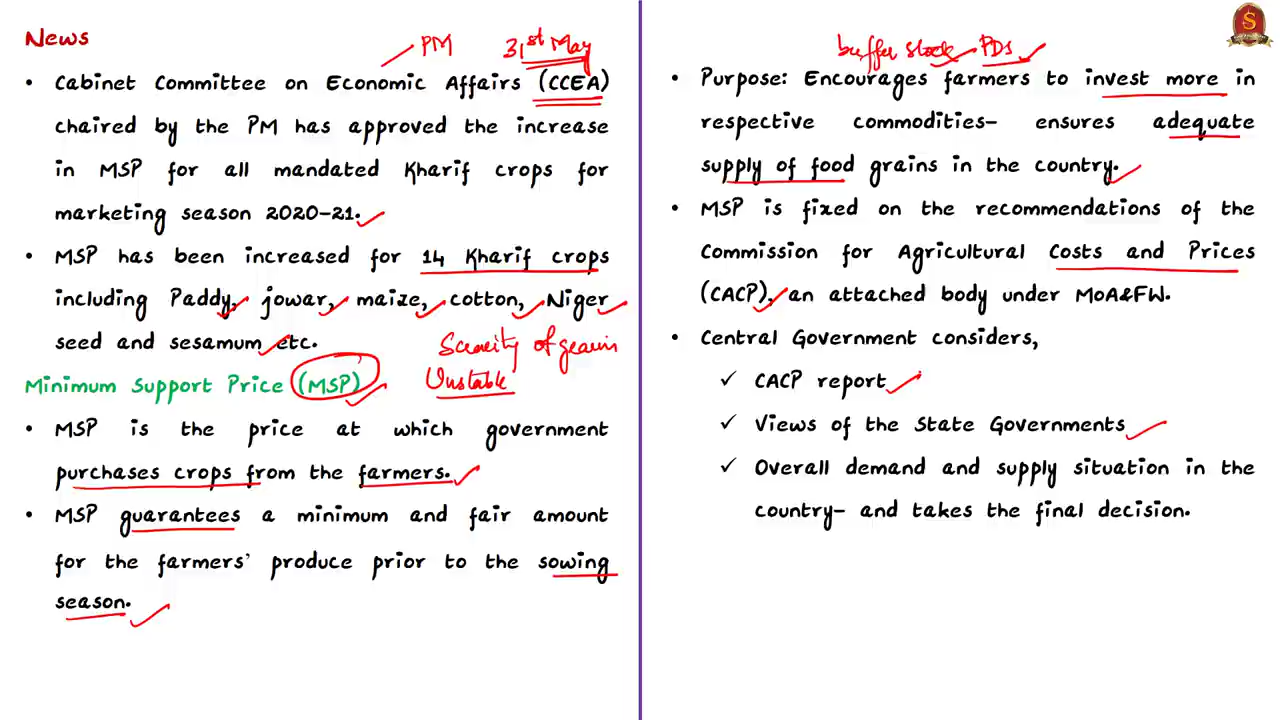 News
PM 31st May
• Cabinet Committee on Economic Affairs (CCEA)
chaired by the PM has approved the increase
in MSP for all mandated Kharif crops for
marketing season 2020-21.
• MSP has been increased for 14 Kharif crops
including Paddy, jowar, maize, cotton, Niger
seed and sesamum etc.
Scarcity of grain
Minimum Support Price (MSP)
Unstable
• MSP is the price at which government
purchases crops from the farmers.
• MSP guarantees a minimum and fair amount
for the farmers' produce prior to the sowing
season.
buffer stock PDS
• Purpose: Encourages farmers to invest more in
respective commodities- ensures adequate
supply of food grains in the country.
• MSP is fixed on the recommendations of the
Commission for Agricultural Costs and Prices
(CACP), an attached body under MoA&FW.
• Central Government considers,
✓ CACP report
✓ Views of the State Governments
✓ Overall demand and supply situation in the
country- and takes the final decision.
S